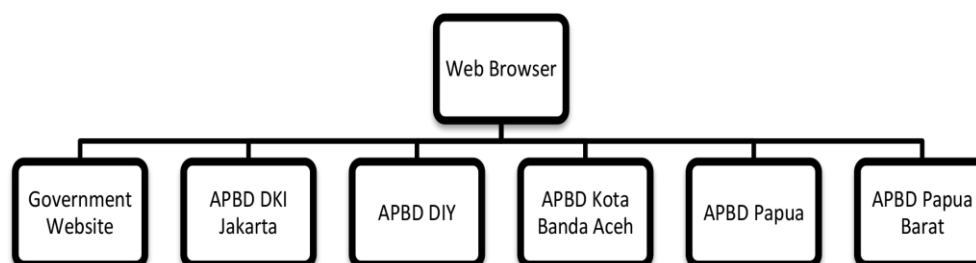 Web Browser
Government
Website
APBD DKI
Jakarta
APBD DIY
APBD Kota
Banda Aceh
APBD Papua
APBD Papua
Barat